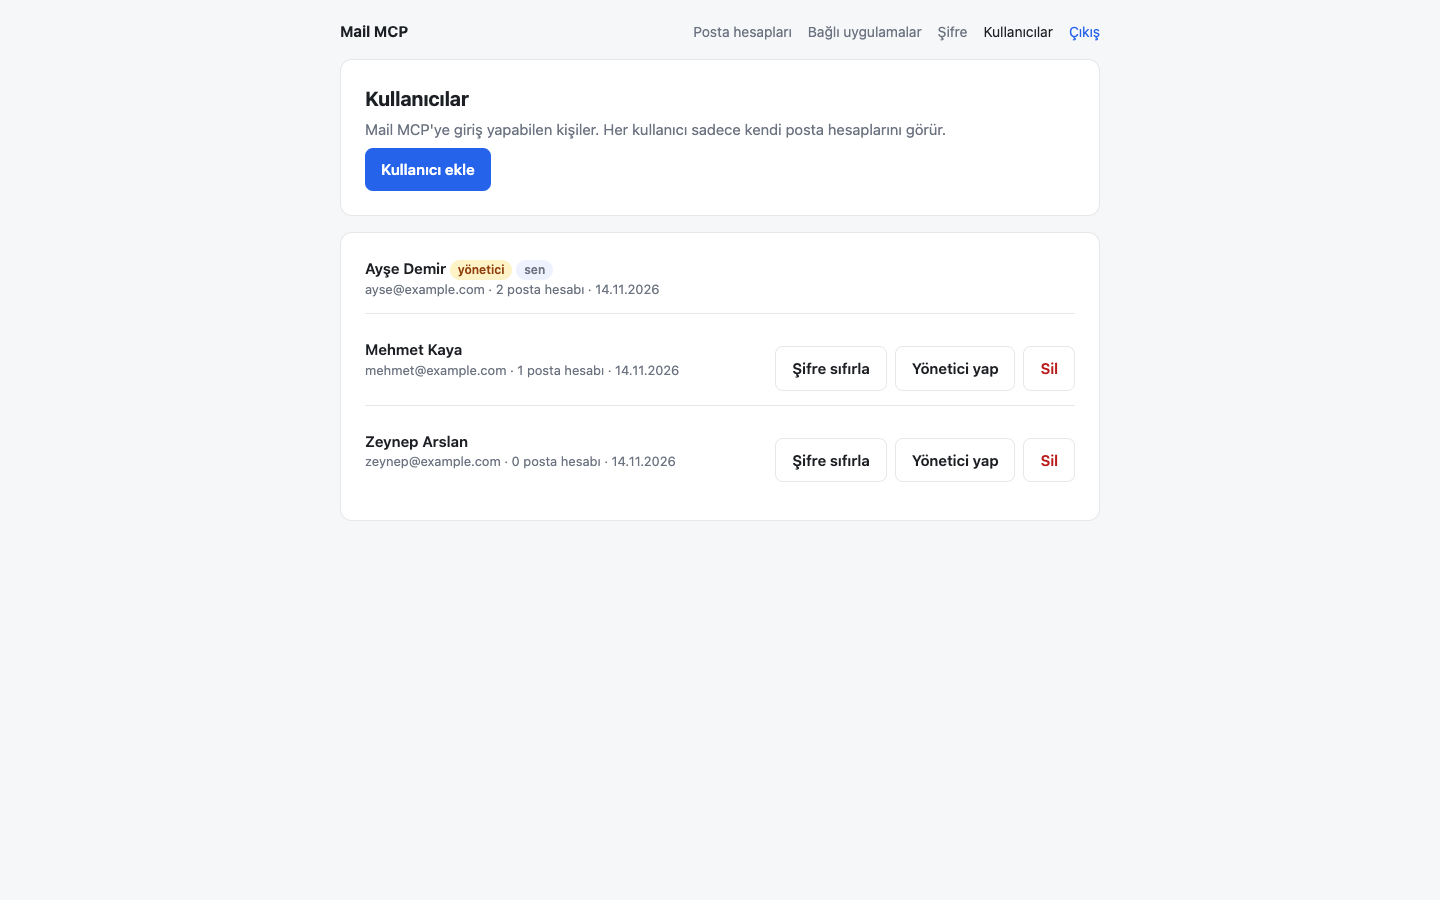 Mail MCP
Posta hesapları Bağlı uygulamalar Şifre Kullanıcılar Çıkış
Kullanıcılar
Mail MCP'ye giriş yapabilen kişiler. Her kullanıcı sadece kendi posta hesaplarını görür.
Kullanıcı ekle
Ayşe Demir yönetici sen
ayse@example.com · 2 posta hesabı · 14.11.2026
Mehmet Kaya
mehmet@example.com · 1 posta hesabı · 14.11.2026
Şifre sıfırla Yönetici yap Sil
Zeynep Arslan
zeynep@example.com · 0 posta hesabı · 14.11.2026
Şifre sıfırla Yönetici yap Sil